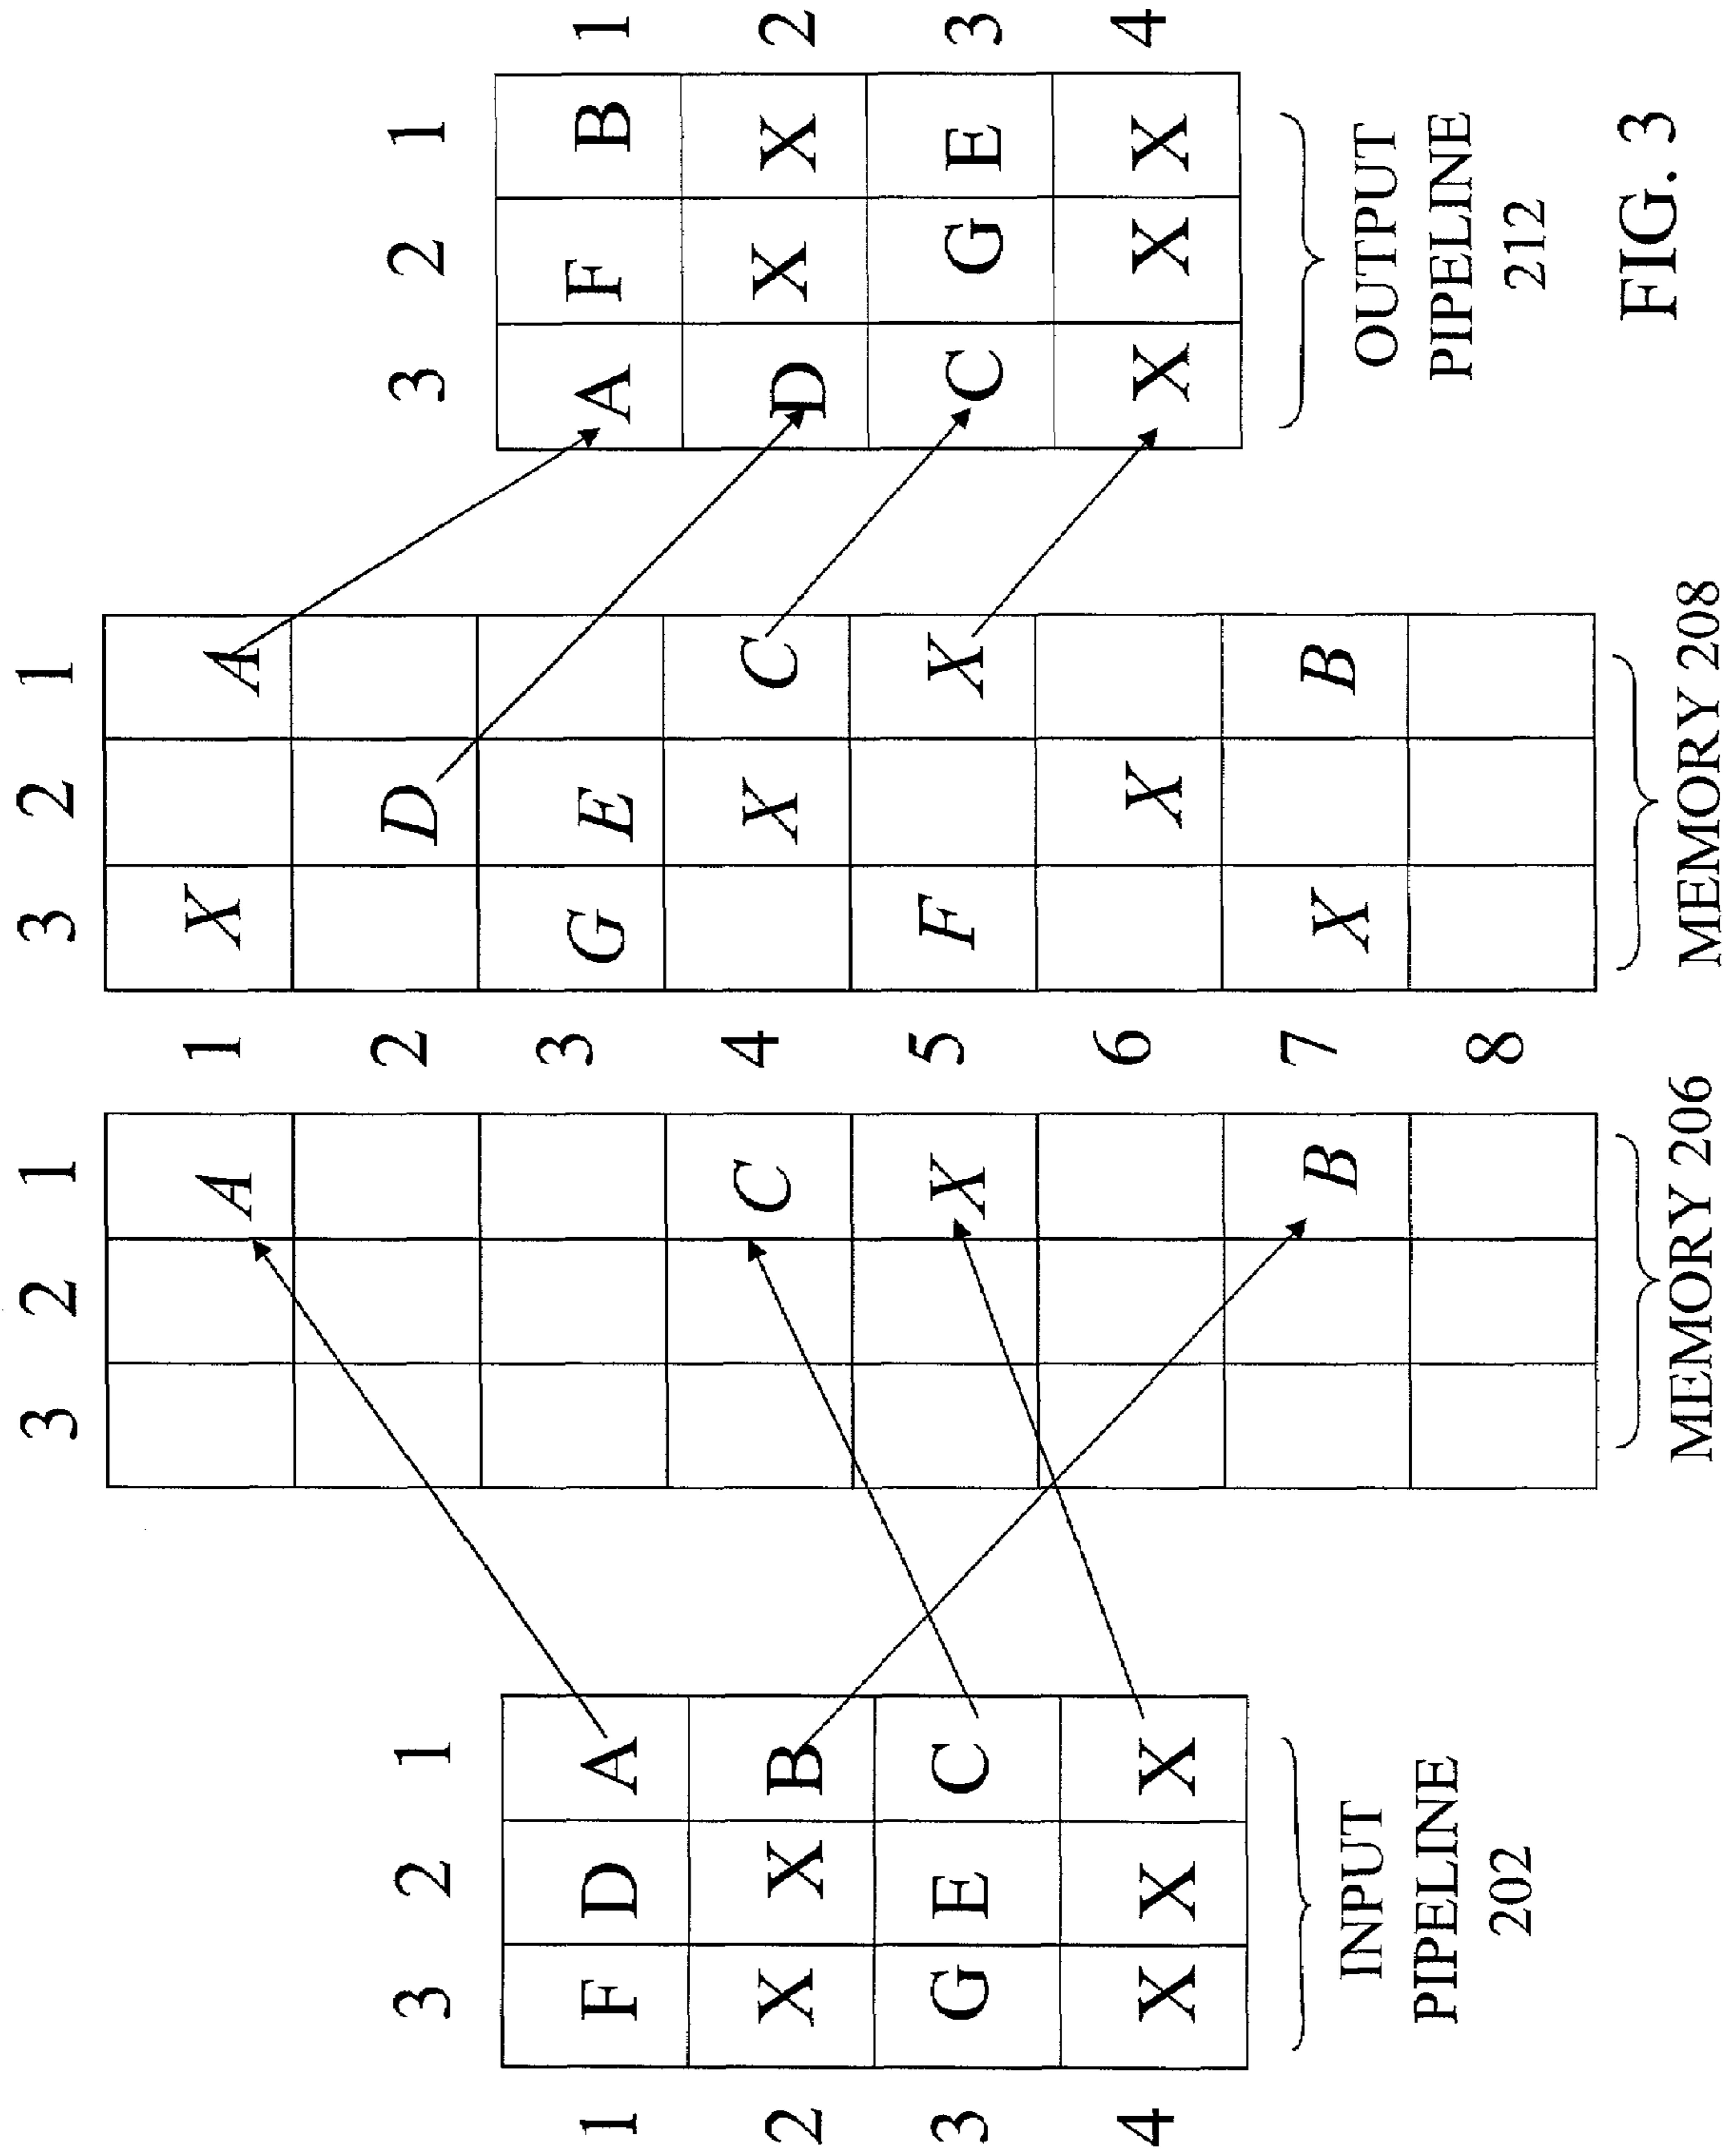 3 2 1
1 F D A
2 X X B
3 G E C
4 X X X
INPUT
PIPELINE
202
3 2 1
A
C
X
B
MEMORY 206
3 2 1
1 X A
2 D
3 G E
4 X C
5 F X
6 X
7 X B
8
MEMORY 208
3 2 1
A F B 1
D X X 2
C G E 3
X X X 4
OUTPUT
PIPELINE
212
FIG. 3